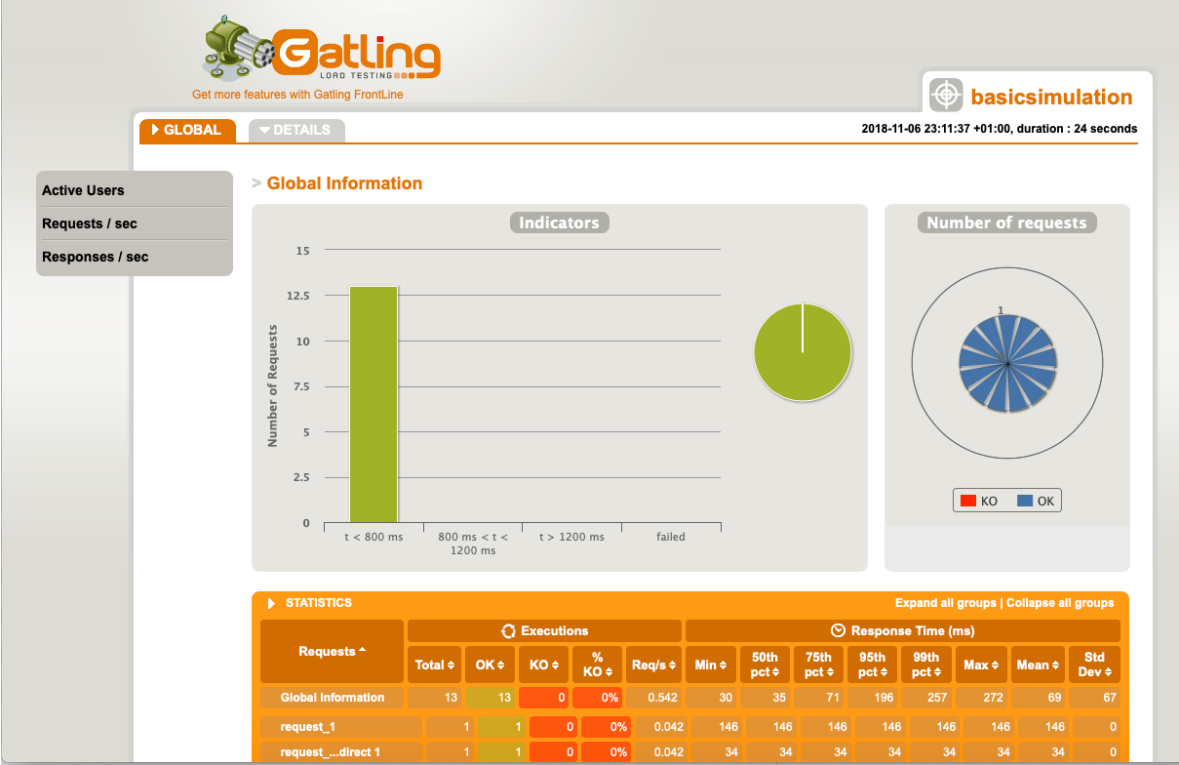 Gatling
LOAD TESTING
Get more features with Gatling FrontLine
basicsimulation
GLOBAL
DETAILS
2018-11-06 23:11:37 +01:00, duration : 24 seconds
Active Users
Requests / sec
Responses / sec
> Global Information
Indicators
Number of Requests
15
12.5
10
7.5
5
2.5
0
t < 800 ms
800 ms < t <
1200 ms
t > 1200 ms
failed
Number of requests
1
KO OK
STATISTICS
Expand all groups | Collapse all groups
Requests
Executions
Response Time (ms)
Total OK KO % KO Req/s Min 50th pct 75th pct 95th pct 99th pct Max Mean Std Dev
Global Information 13 13 0 0% 0.542 30 35 71 196 257 272 69 67
request_1 1 1 0 0% 0.042 146 146 146 146 146 146 146 0
request_...direct 1 1 1 0 0% 0.042 34 34 34 34 34 34 34 0